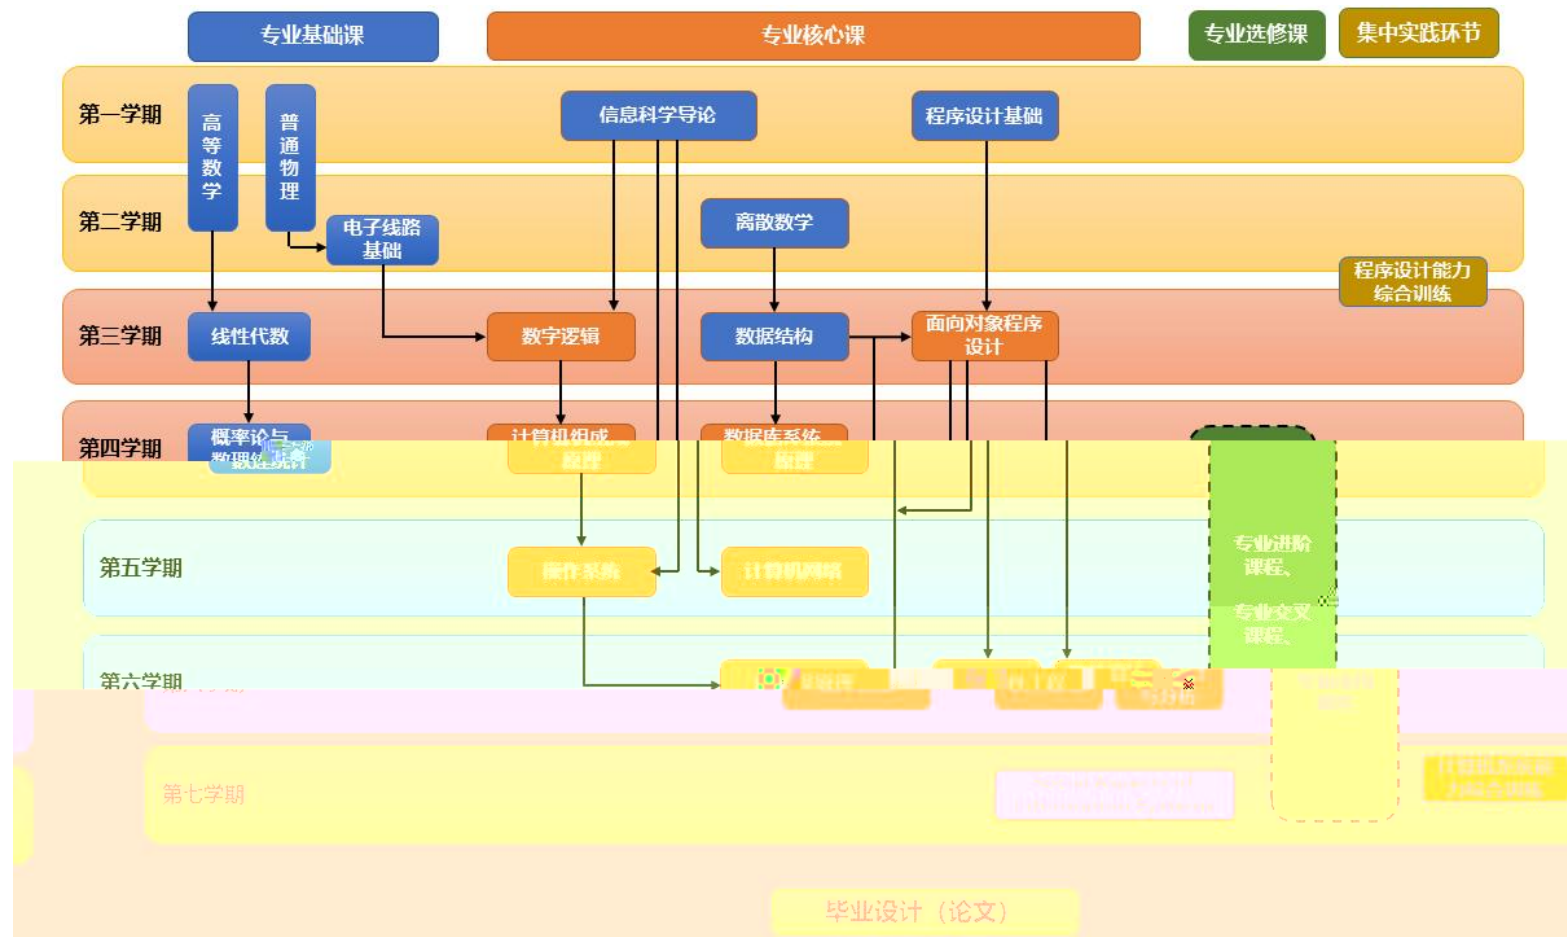 专业基础课
专业核心课
专业选修课
集中实践环节
第一学期
高等数学
普通物理
信息科学导论
程序设计基础
第二学期
电子线路
基础
离散数学
程序设计能力
综合训练
第三学期
线性代数
数字逻辑
数据结构
面向对象程序
设计
第四学期
概率论与
数理统计
计算机组成
原理
数据库系统
原理
第五学期
操作系统
计算机网络
专业进阶
课程、
专业交叉
课程、
第六学期
第七学期
力综合训练
毕业设计（论文）